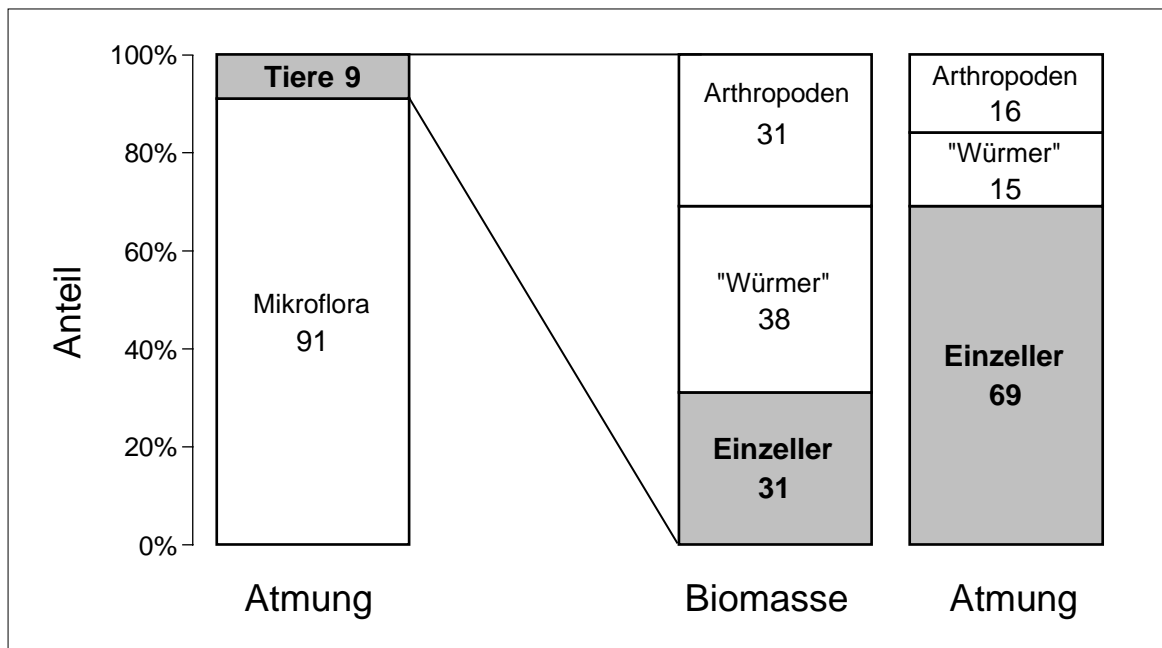 100%
80%
60%
40%
20%
0%
Anteil
Tiere 9
Mikroflora
91
Atmung
Arthropoden
31
"Würmer"
38
Einzeller
31
Biomasse
Arthropoden
16
"Würmer"
15
Einzeller
69
Atmung